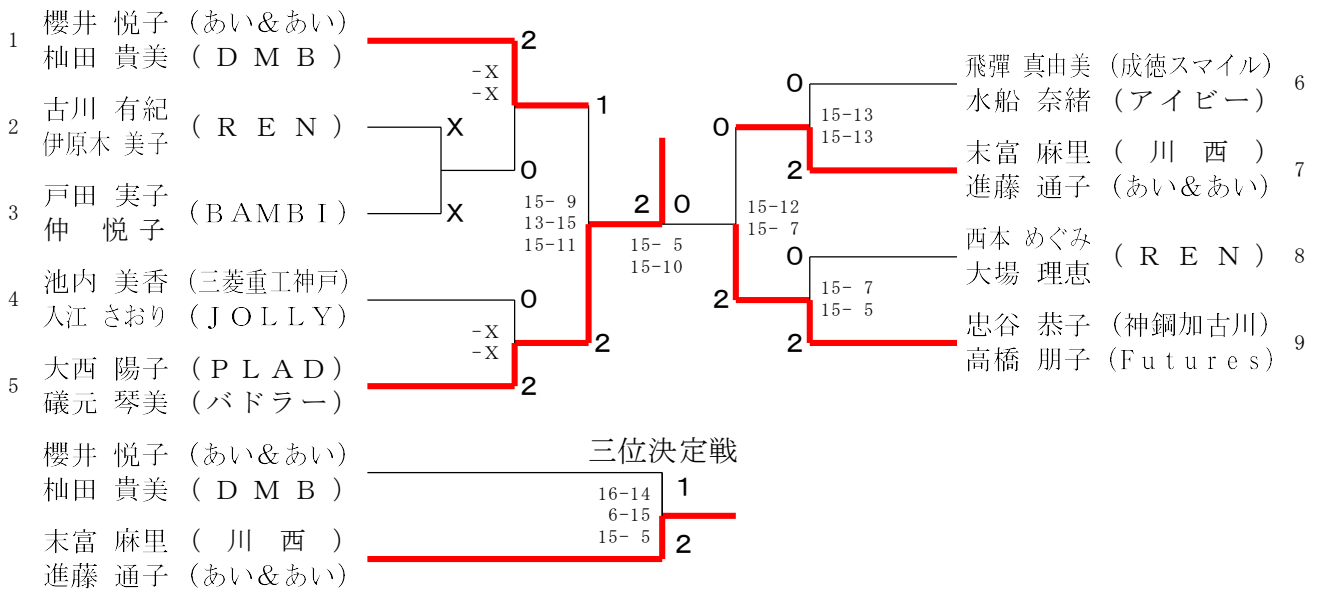 1
櫻井 悦子 (あい&あい)
杣田 貴美 (ＤＭＢ)
2
古川 有紀
伊原木 美子
(ＲＥＮ)
3
戸田 実子
仲 悦子
(ＢＡＭＢＩ)
4
池内 美香 (三菱重工神戸)
入江 さおり (ＪＯＬＬＹ)
5
大西 陽子 (ＰＬＡＤ)
礒元 琴美 (バドラー)
2
-X
-X
X
X
0
1
0
-X
-X
2
2
15- 9
13-15
15-11
2
0
15- 5
15-10
0
15-12
15- 7
2
0
15-13
15-13
2
0
15- 7
15- 5
2
飛彈 真由美 (成徳スマイル)
水船 奈緒 (アイビー)
6
末富 麻里 (川西)
進藤 通子 (あい&あい)
7
西本 めぐみ
大場 理恵
(ＲＥＮ)
8
忠谷 恭子 (神鋼加古川)
高橋 朋子 (Futures)
9
三位決定戦
櫻井 悦子 (あい&あい)
杣田 貴美 (ＤＭＢ)
末富 麻里 (川西)
進藤 通子 (あい&あい)
16-14
6-15
15- 5
1
2